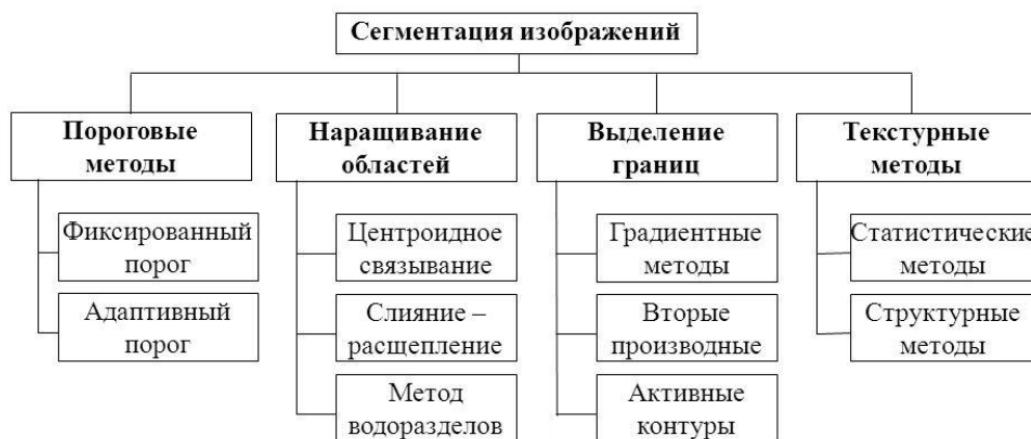 Сегментация изображений
Пороговые
методы
Наращивание
областей
Выделение
границ
Текстурные
методы
Фиксированный
порог
Адаптивный
порог
Центроидное
связывание
Слияние –
расщепление
Метод
водоразделов
Градиентные
методы
Вторые
производные
Активные
контуры
Статистические
методы
Структурные
методы